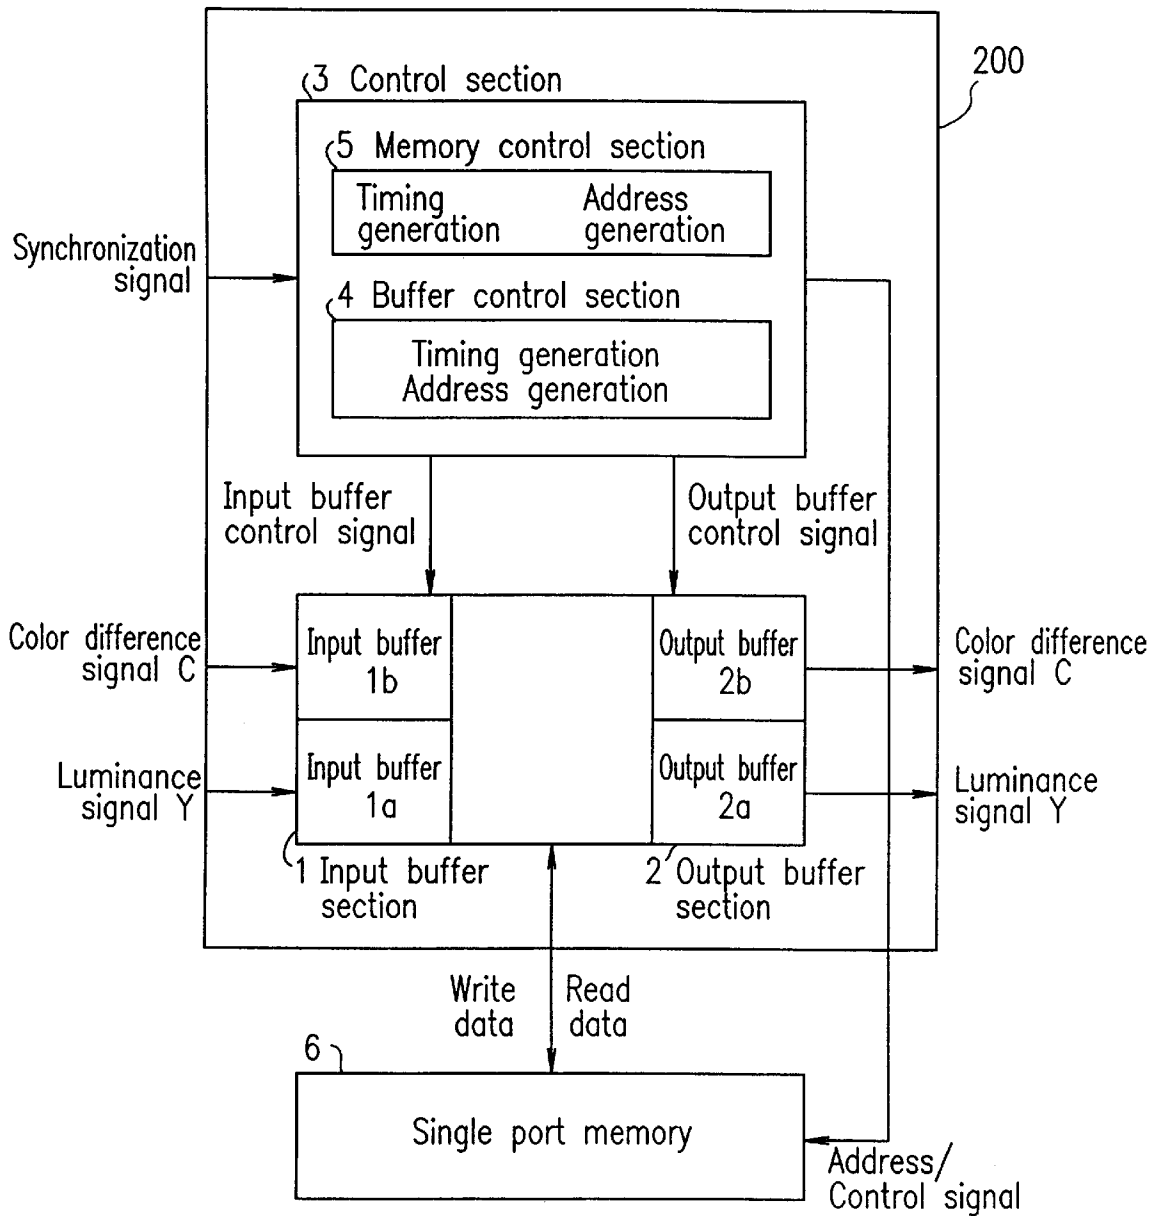 200
3 Control section
5 Memory control section
Timing
generation
Address
generation
Synchronization
signal
4 Buffer control section
Timing generation
Address generation
Input buffer
control signal
Output buffer
control signal
Color difference
signal C
Input buffer
1b
Output buffer
2b
Color difference
signal C
Luminance
signal Y
Input buffer
1a
Output buffer
2a
Luminance
signal Y
1 Input buffer
section
2 Output buffer
section
Write
data
Read
data
6
Single port memory
Address/
Control signal